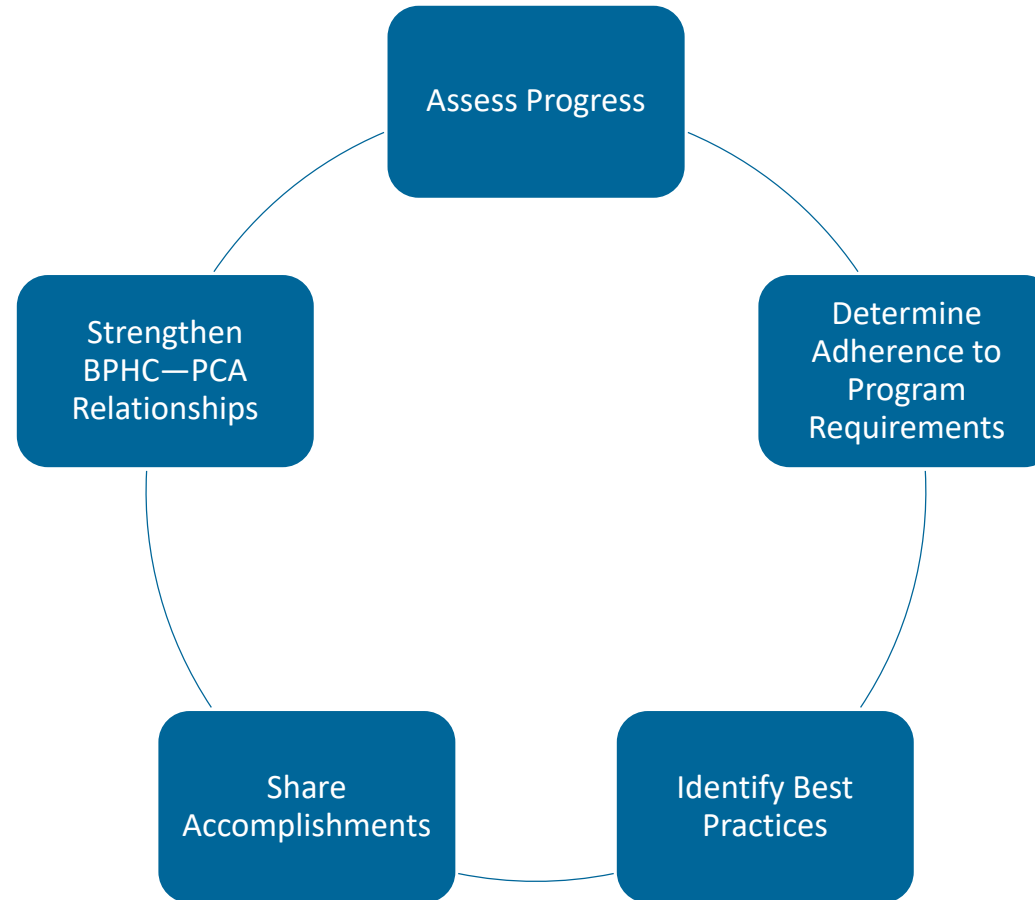 Assess Progress
Determine
Adherence to
Program
Requirements
Identify Best
Practices
Share
Accomplishments
Strengthen
BPHC—PCA
Relationships